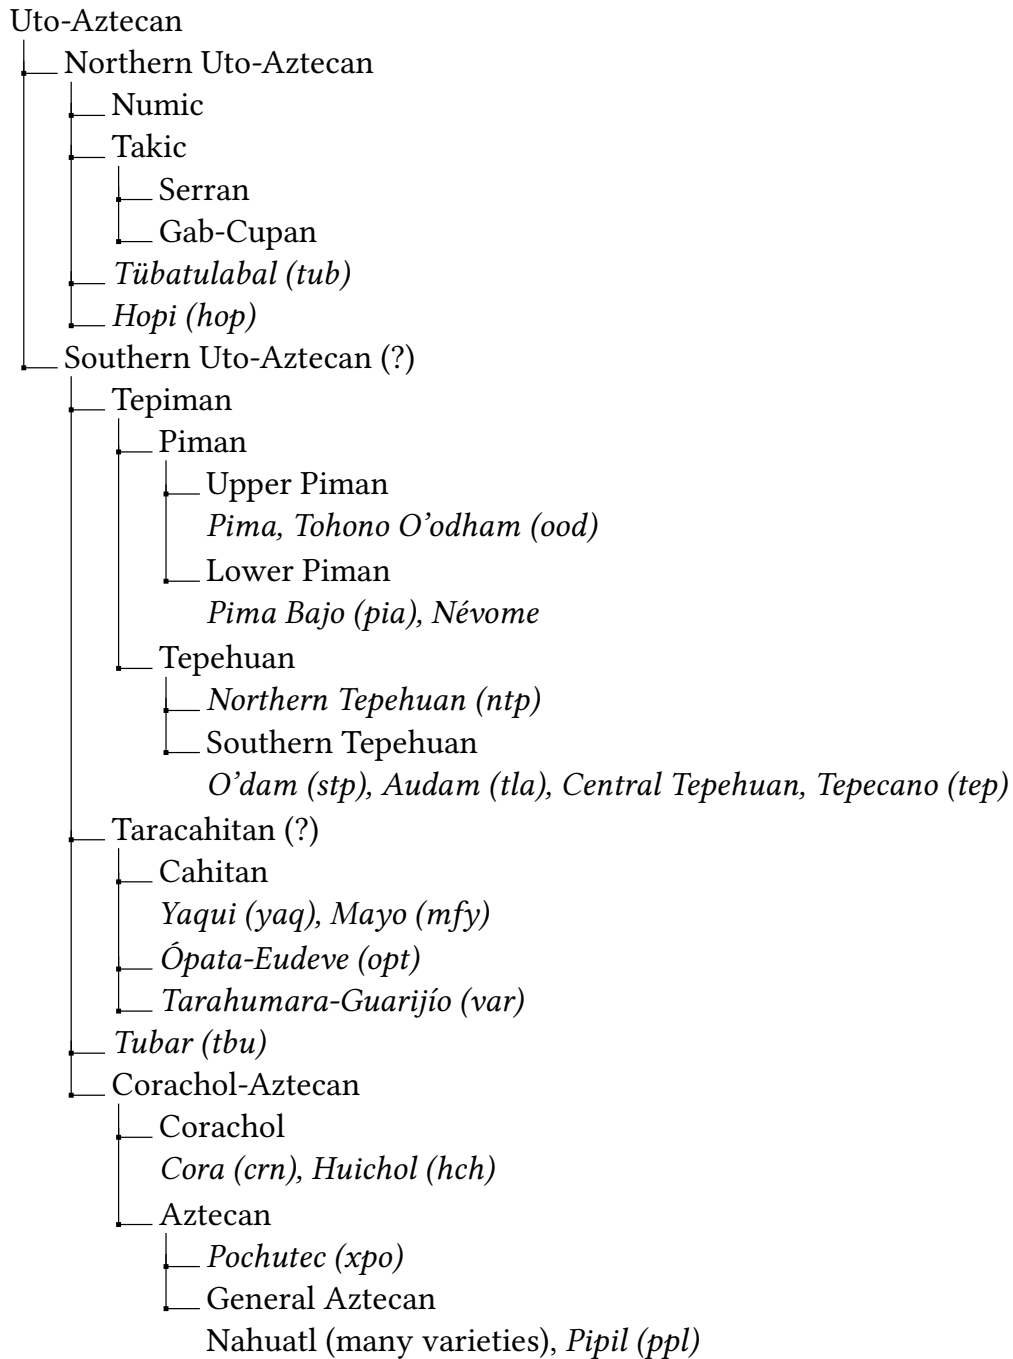 Uto-Aztecan
Northern Uto-Aztecan
Numic
Takic
Serran
Gab-Cupan
Tübatulabal (tub)
Hopi (hop)
Southern Uto-Aztecan (?)
Tepiman
Piman
Upper Piman
Pima, Tohono O’odham (ood)
Lower Piman
Pima Bajo (pia), Névome
Tepehuan
Northern Tepehuan (ntp)
Southern Tepehuan
O’dam (stp), Audam (tla), Central Tepehuan, Tepecano (tep)
Taracahitan (?)
Cahitan
Yaqui (yaq), Mayo (mfy)
Ópata-Eudeve (opt)
Tarahumara-Guarijío (var)
Tubar (tbu)
Corachol-Aztecan
Corachol
Cora (crn), Huichol (hch)
Aztecan
Pochutec (xpo)
General Aztecan
Nahuatl (many varieties), Pipil (ppl)